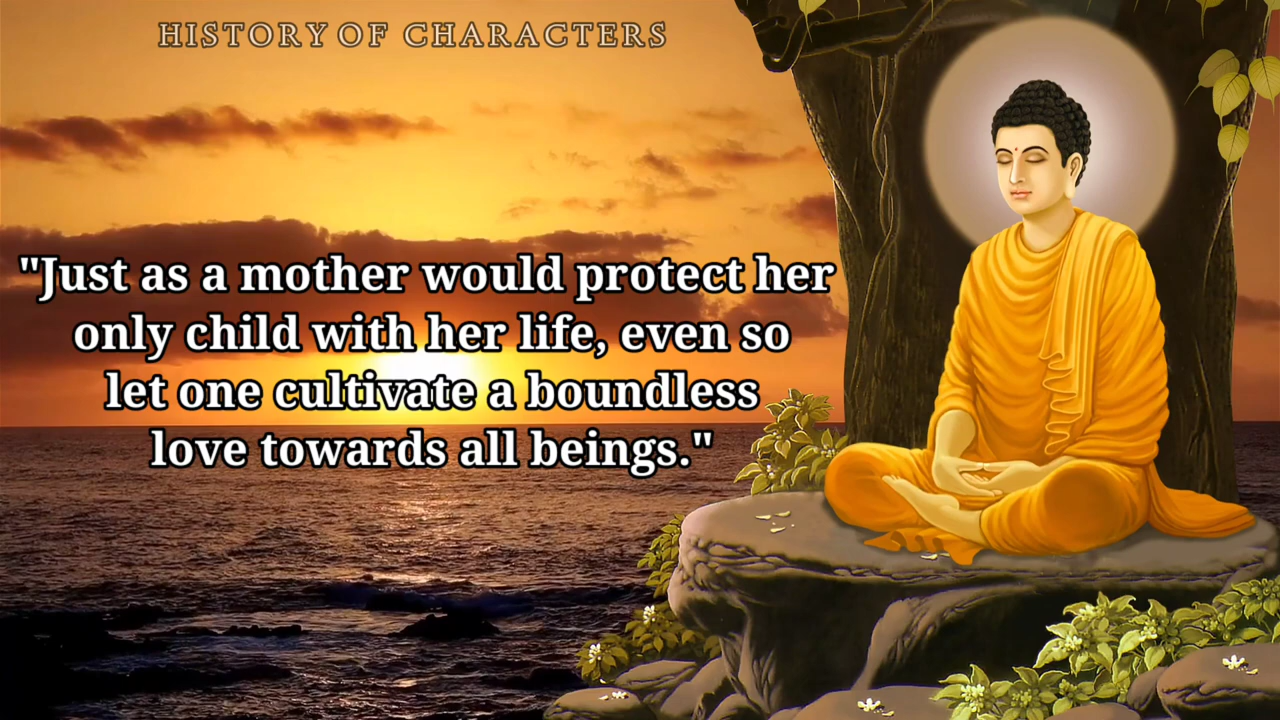 HISTORY OF CHARACTERS
"Just as a mother would protect her
only child with her life, even so
let one cultivate a boundless
love towards all beings."